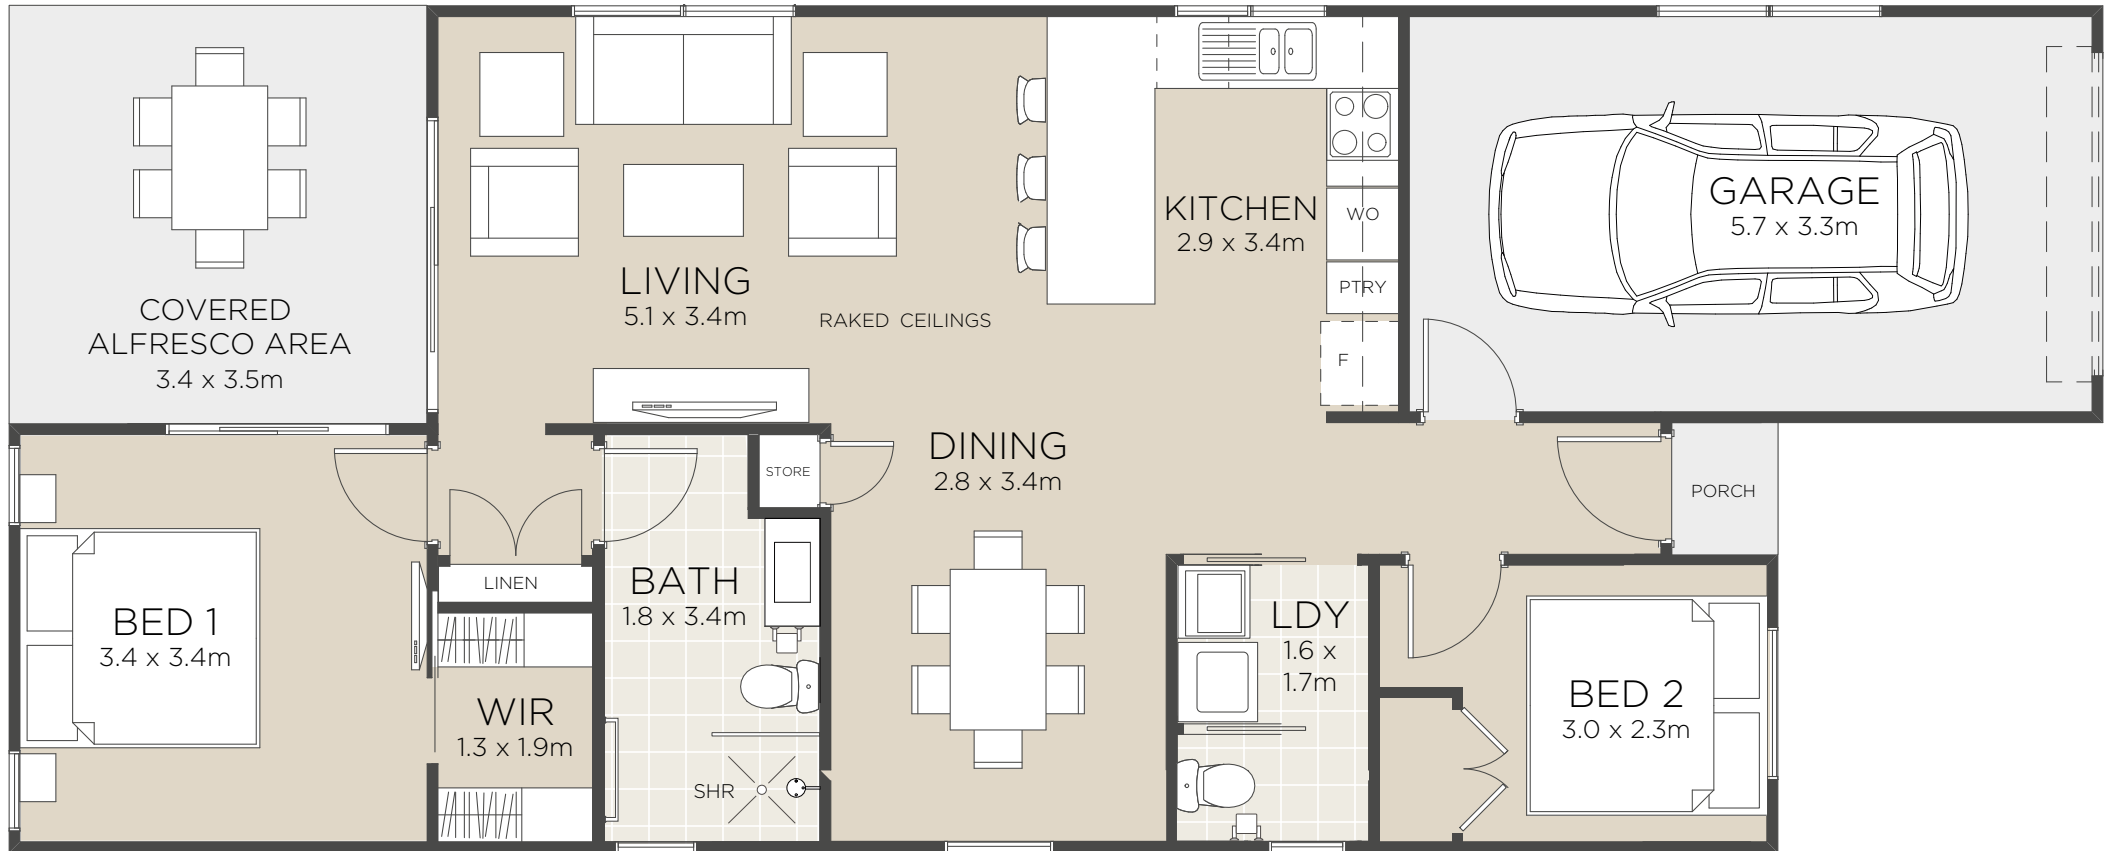 COVERED
ALFRESCO AREA
3.4 x 3.5m
LIVING
5.1 x 3.4m
RAKED CEILINGS
KITCHEN
2.9 x 3.4m
WO
PTRY
F
GARAGE
5.7 x 3.3m
DINING
2.8 x 3.4m
STORE
PORCH
BED 1
3.4 x 3.4m
LINEN
WIR
1.3 x 1.9m
BATH
1.8 x 3.4m
SHR
LDY
1.6 x
1.7m
BED 2
3.0 x 2.3m